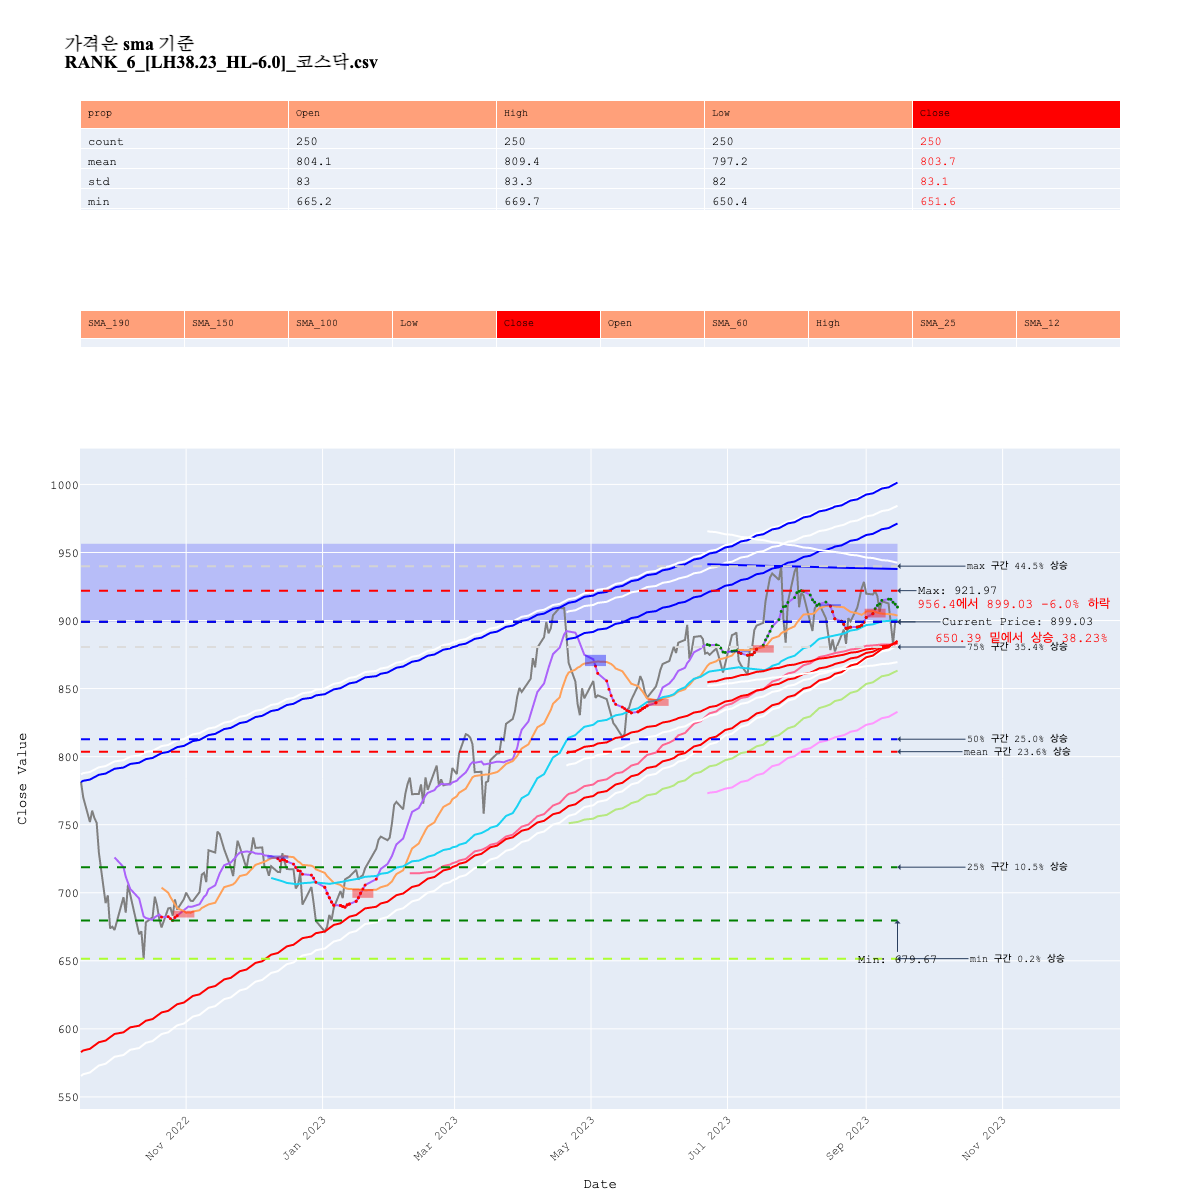 가격은 sma 기준
RANK_6_[LH38.23_HL-6.0]_코스닥.csv
prop Open High Low Close
count 250 250 250 250
mean 804.1 809.4 797.2 803.7
std 83 83.3 82 83.1
min 665.2 669.7 650.4 651.6
SMA_190 SMA_150 SMA_100 Low Close Open SMA_60 High SMA_25 SMA_12
1000
950
max 구간 44.5% 상승
Max: 921.97
956.4에서 899.03 -6.0% 하락
900
Current Price: 899.03
650.39 밑에서 상승 38.23%
75% 구간 35.4% 상승
850
50% 구간 25.0% 상승
mean 구간 23.6% 상승
800
750
25% 구간 10.5% 상승
700
650
Min: 679.67
min 구간 0.2% 상승
600
550
Close Value
Nov 2022
Jan 2023
Mar 2023
May 2023
Jul 2023
Sep 2023
Nov 2023
Date